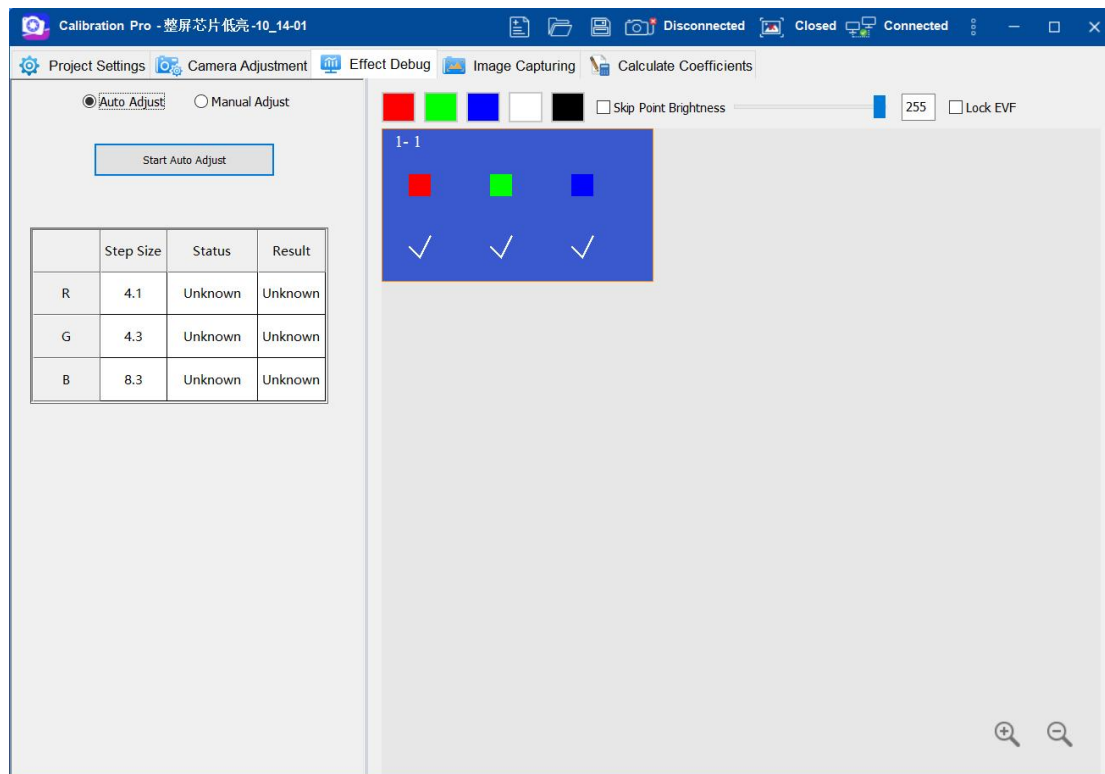 Calibration Pro -整屏芯片低亮-10_14-01 Disconnected Closed Connected
Project Settings Camera Adjustment Effect Debug Image Capturing Calculate Coefficients
Auto Adjust Manual Adjust
Skip Point Brightness 255 Lock EVF
1- 1
Start Auto Adjust
Step Size Status Result
R 4.1 Unknown Unknown
G 4.3 Unknown Unknown
B 8.3 Unknown Unknown